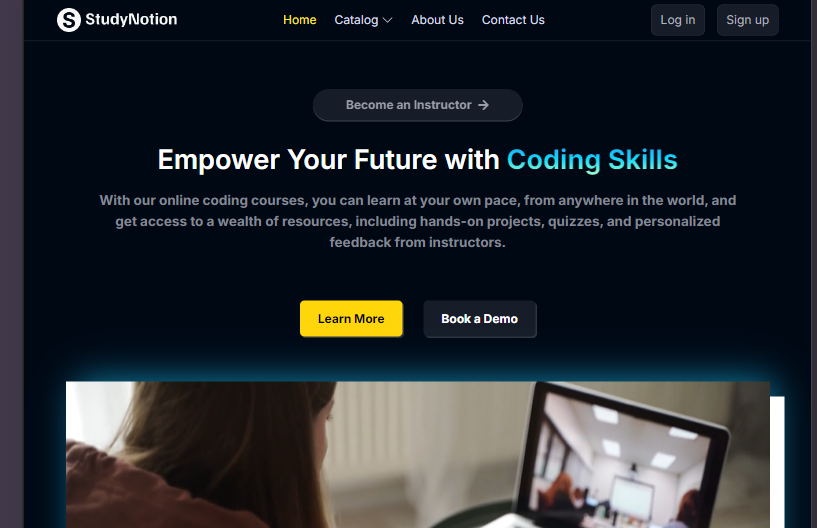 StudyNotion
Home Catalog About Us Contact Us
Log in Sign up
Become an Instructor →
Empower Your Future with Coding Skills
With our online coding courses, you can learn at your own pace, from anywhere in the world, and
get access to a wealth of resources, including hands-on projects, quizzes, and personalized
feedback from instructors.
Learn More
Book a Demo